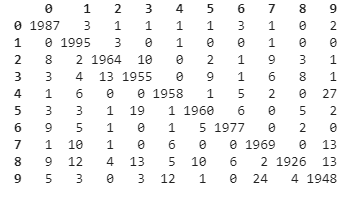 0 1 2 3 4 5 6 7 8 9
0 1987 3 1 1 1 1 3 1 0 2
1 0 1995 3 0 1 0 0 1 0 0
2 8 2 1964 10 0 2 1 9 3 1
3 3 4 13 1955 0 9 1 6 8 1
4 1 6 0 0 1958 1 5 2 0 27
5 3 3 1 19 1 1960 6 0 5 2
6 9 5 1 0 1 5 1977 0 2 0
7 1 10 1 0 6 0 0 1969 0 13
8 9 12 4 13 5 10 6 2 1926 13
9 5 3 0 3 12 1 0 24 4 1948